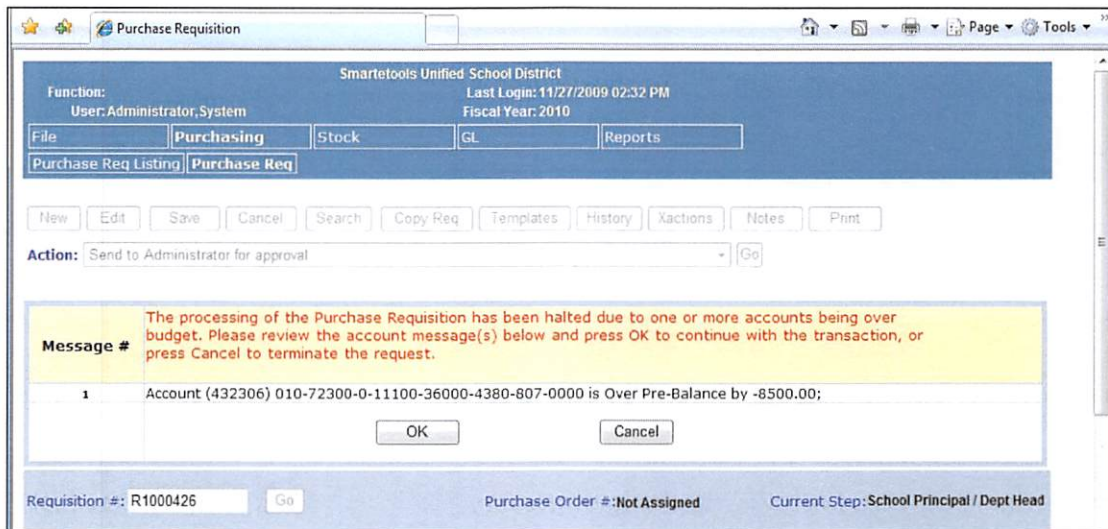 Purchase Requisition
Page
Tools
Smartetools Unified School District
Function:
Last Login: 11/27/2009 02:32 PM
User: Administrator, System
Fiscal Year: 2010
File
Purchasing
Stock
GL
Reports
Purchase Req Listing
Purchase Req
New
Edit
Save
Cancel
Search
Copy Req
Templates
History
Xactions
Notes
Print
Action: Send to Administrator for approval
Go
Message #
The processing of the Purchase Requisition has been halted due to one or more accounts being over
budget. Please review the account message(s) below and press OK to continue with the transaction, or
press Cancel to terminate the request.
1
Account (432306) 010-72300-0-11100-36000-4380-807-0000 is Over Pre-Balance by -8500.00;
OK
Cancel
Requisition #: R1000426
Go
Purchase Order #:Not Assigned
Current Step: School Principal / Dept Head